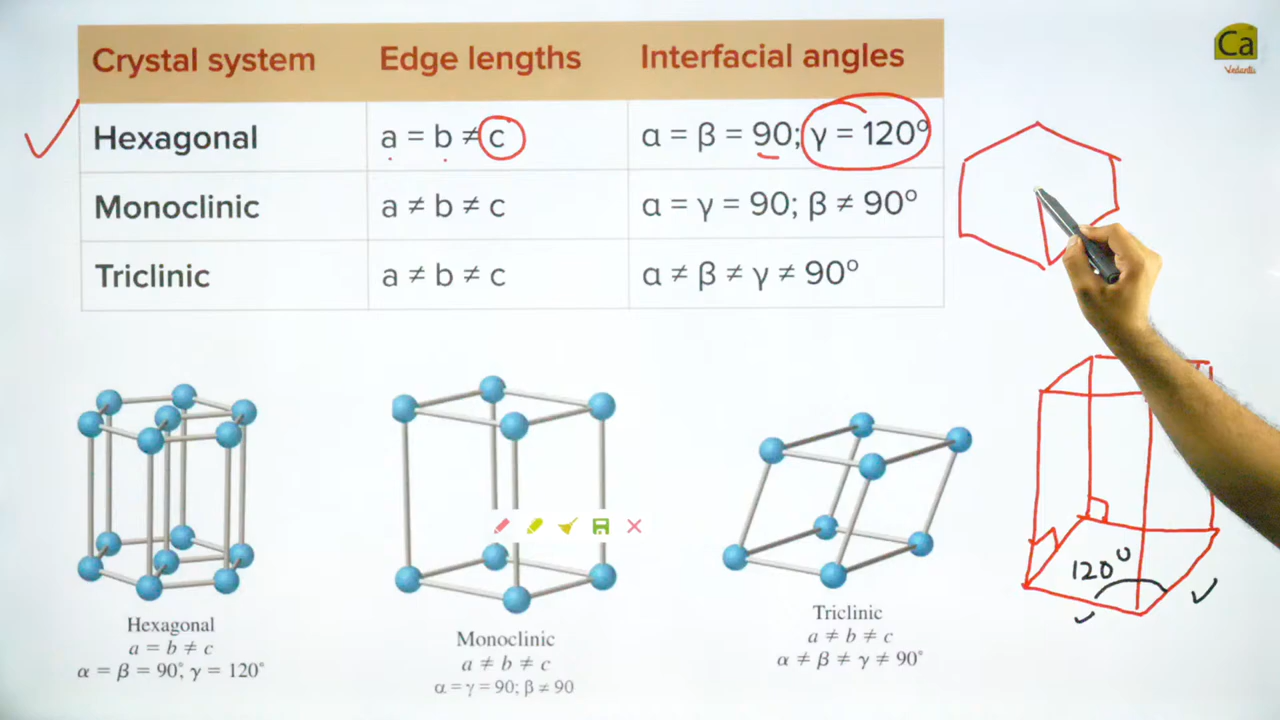 Ca
Vedantu
Crystal system Edge lengths Interfacial angles
Hexagonal a = b ≠ c α = β = 90; γ = 120°
Monoclinic a ≠ b ≠ c α = γ = 90; β ≠ 90°
Triclinic a ≠ b ≠ c α ≠ β ≠ γ ≠ 90°
120°
Hexagonal
a = b ≠ c
α = β = 90°; γ = 120°
Monoclinic
a ≠ b ≠ c
α = γ = 90; β ≠ 90
Triclinic
a ≠ b ≠ c
α ≠ β ≠ γ ≠ 90°